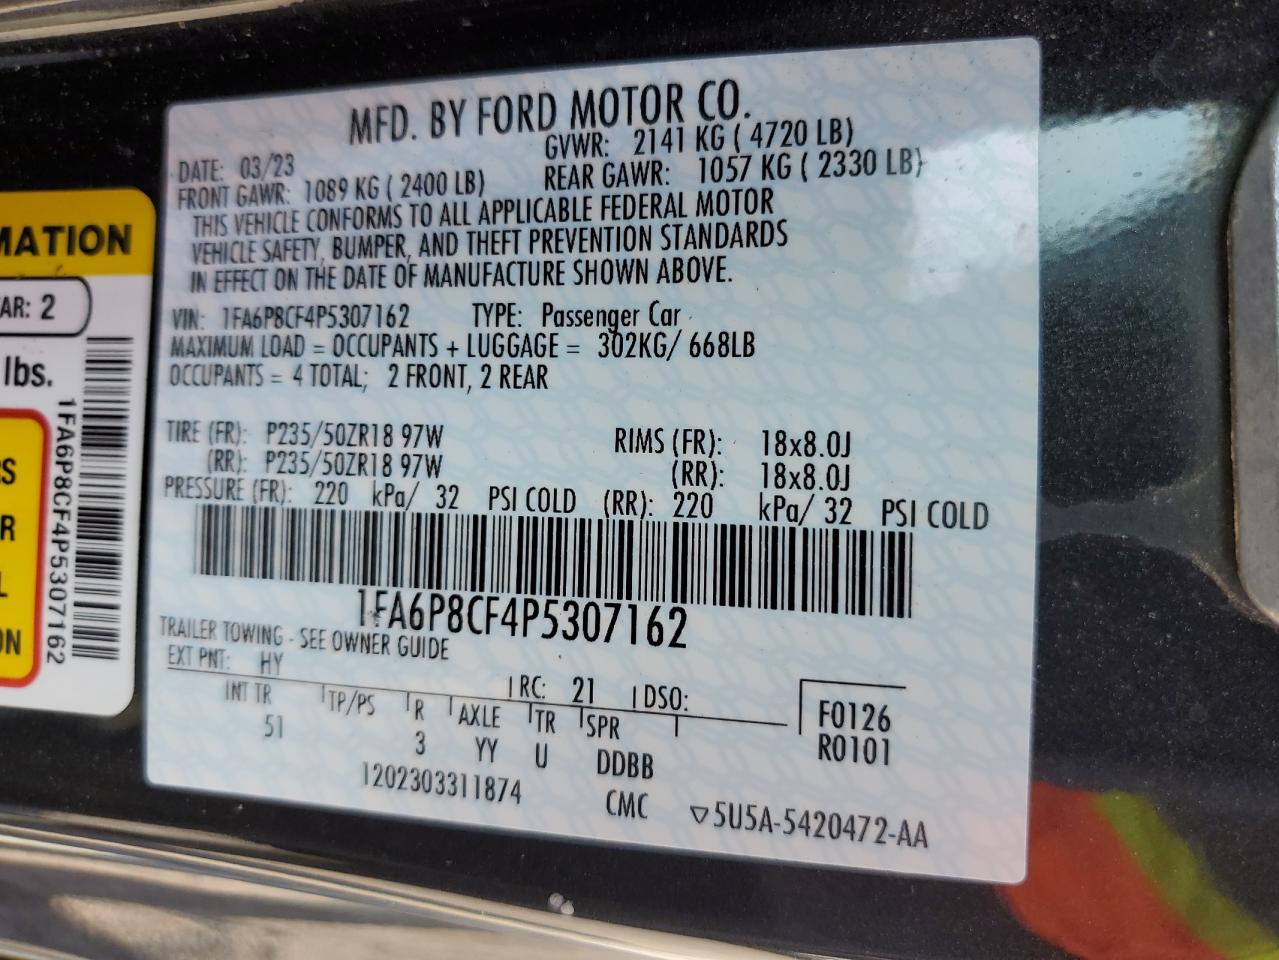 MFD. BY FORD MOTOR CO.
DATE: 03/23 GVWR: 2141 KG ( 4720 LB)
FRONT GAWR: 1089 KG ( 2400 LB) REAR GAWR: 1057 KG ( 2330 LB)
THIS VEHICLE CONFORMS TO ALL APPLICABLE FEDERAL MOTOR
VEHICLE SAFETY, BUMPER, AND THEFT PREVENTION STANDARDS
IN EFFECT ON THE DATE OF MANUFACTURE SHOWN ABOVE.
VIN: 1FA6P8CF4P5307162 TYPE: Passenger Car
MAXIMUM LOAD = OCCUPANTS + LUGGAGE = 302KG/ 668LB
OCCUPANTS = 4 TOTAL; 2 FRONT, 2 REAR
TIRE (FR): P235/50ZR18 97W RIMS (FR): 18x8.0J
(RR): P235/50ZR18 97W (RR): 18x8.0J
PRESSURE (FR): 220 kPa/ 32 PSI COLD (RR): 220 kPa/ 32 PSI COLD
1FA6P8CF4P5307162
TRAILER TOWING - SEE OWNER GUIDE
EXT PNT: HY RC: 21 DSO:
INT TR TP/PS R AXLE TR SPR F0126
51 3 YY U DDBB R0101
1202303311874 CMC ▽5U5A-5420472-AA
MATION
AR: 2
lbs.
S
R
L
ON
1FA6P8CF4P5307162